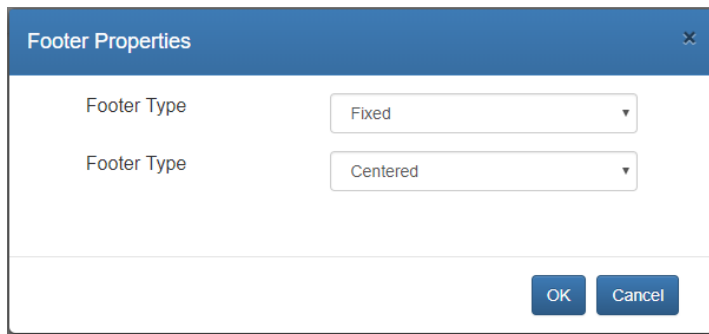 Footer Properties ×
Footer Type Fixed
Footer Type Centered
OK Cancel